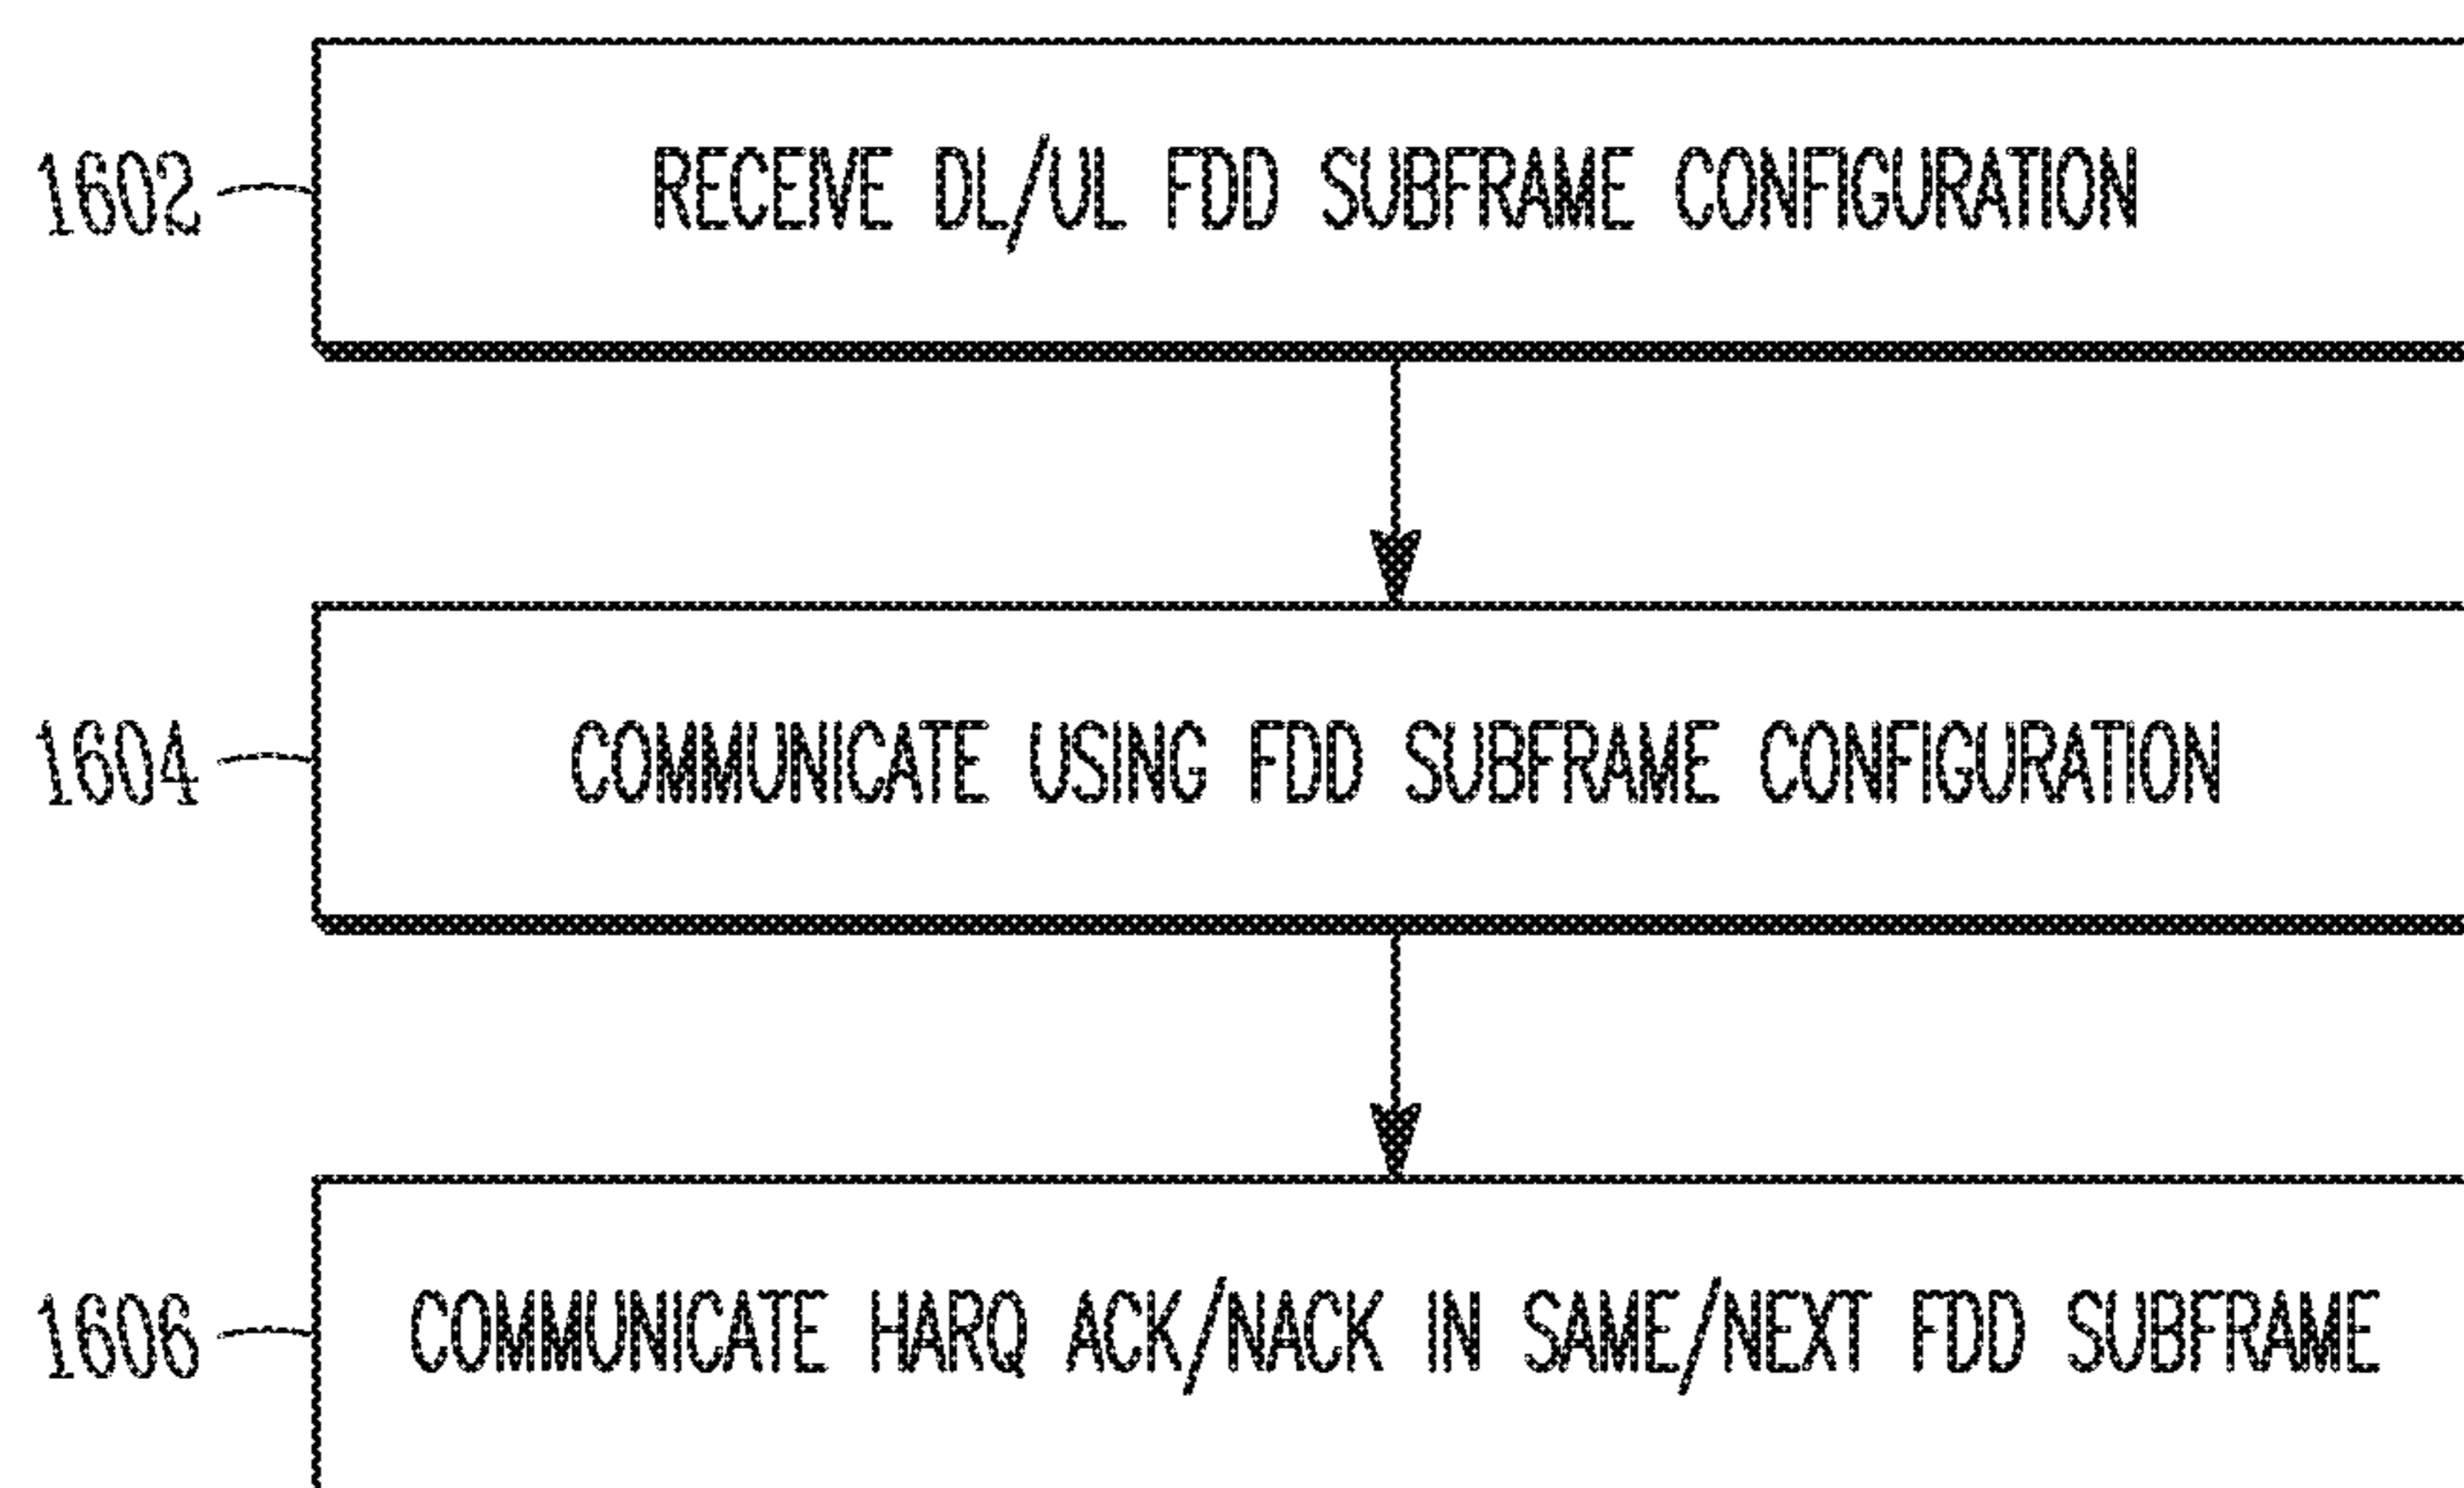 1602 RECEIVE DL/UL FDD SUBFRAME CONFIGURATION
1604 COMMUNICATE USING FDD SUBFRAME CONFIGURATION
1606 COMMUNICATE HARQ ACK/NACK IN SAME/NEXT FDD SUBFRAME